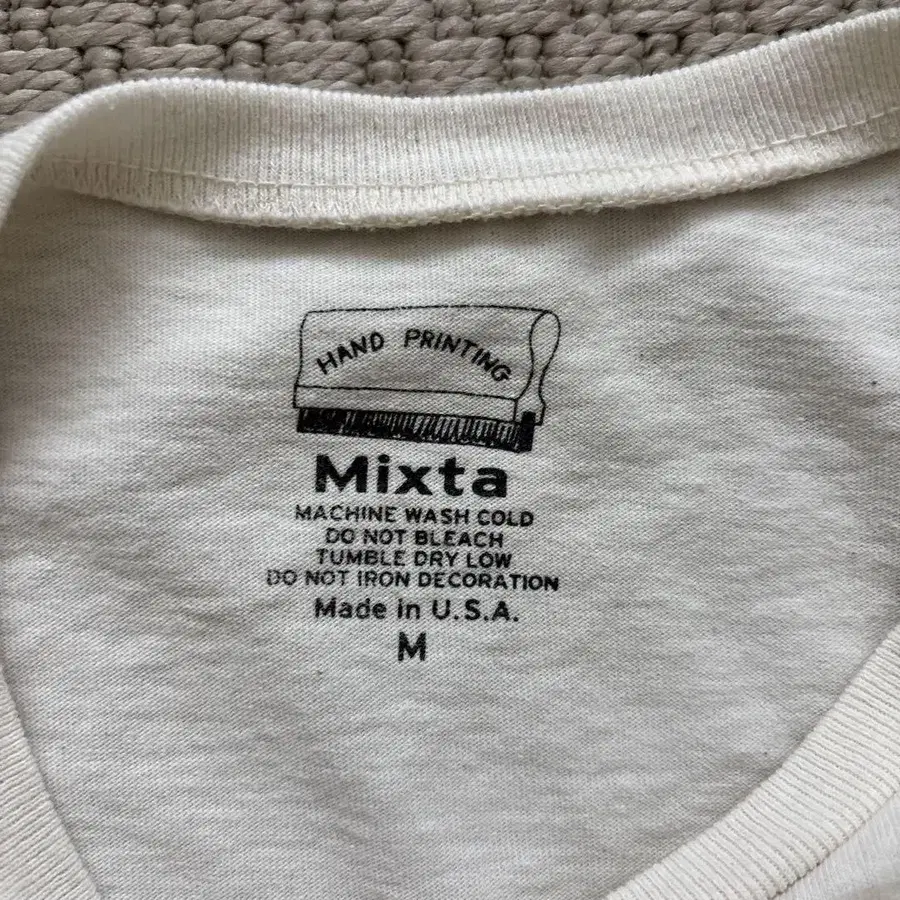 HAND PRINTING
Mixta
MACHINE WASH COLD
DO NOT BLEACH
TUMBLE DRY LOW
DO NOT IRON DECORATION
Made in U.S.A.
M